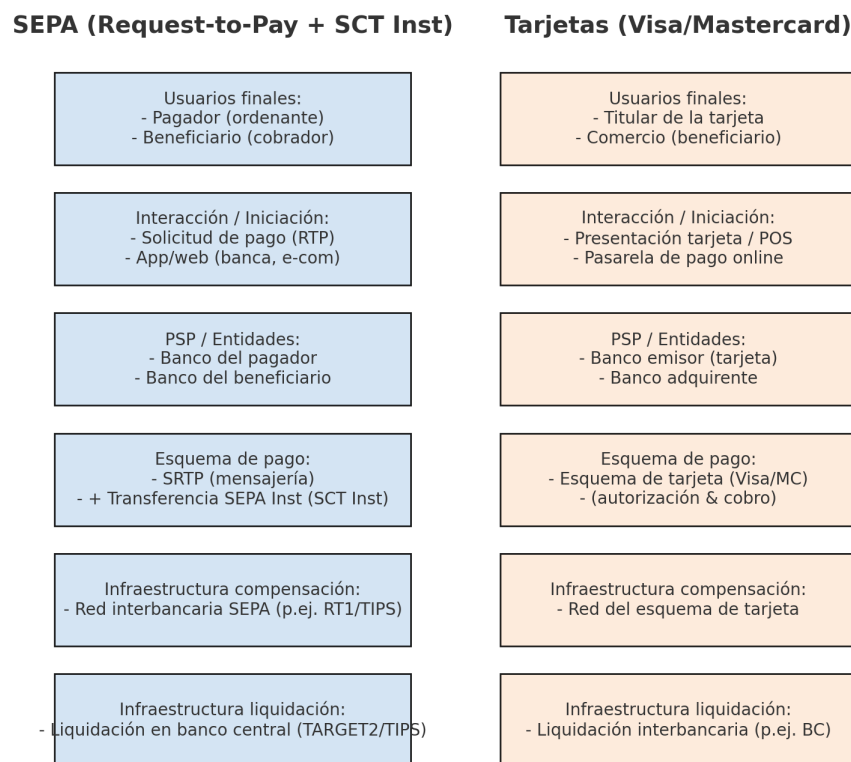 SEPA (Request-to-Pay + SCT Inst)
Usuarios finales:
- Pagador (ordenante)
- Beneficiario (cobrador)
Interacción / Iniciación:
- Solicitud de pago (RTP)
- App/web (banca, e-com)
PSP / Entidades:
- Banco del pagador
- Banco del beneficiario
Esquema de pago:
- SRTP (mensajería)
- + Transferencia SEPA Inst (SCT Inst)
Infraestructura compensación:
- Red interbancaria SEPA (p.ej. RT1/TIPS)
Infraestructura liquidación:
- Liquidación en banco central (TARGET2/TIPS)
Tarjetas (Visa/Mastercard)
Usuarios finales:
- Titular de la tarjeta
- Comercio (beneficiario)
Interacción / Iniciación:
- Presentación tarjeta / POS
- Pasarela de pago online
PSP / Entidades:
- Banco emisor (tarjeta)
- Banco adquirente
Esquema de pago:
- Esquema de tarjeta (Visa/MC)
- (autorización & cobro)
Infraestructura compensación:
- Red del esquema de tarjeta
Infraestructura liquidación:
- Liquidación interbancaria (p.ej. BC)